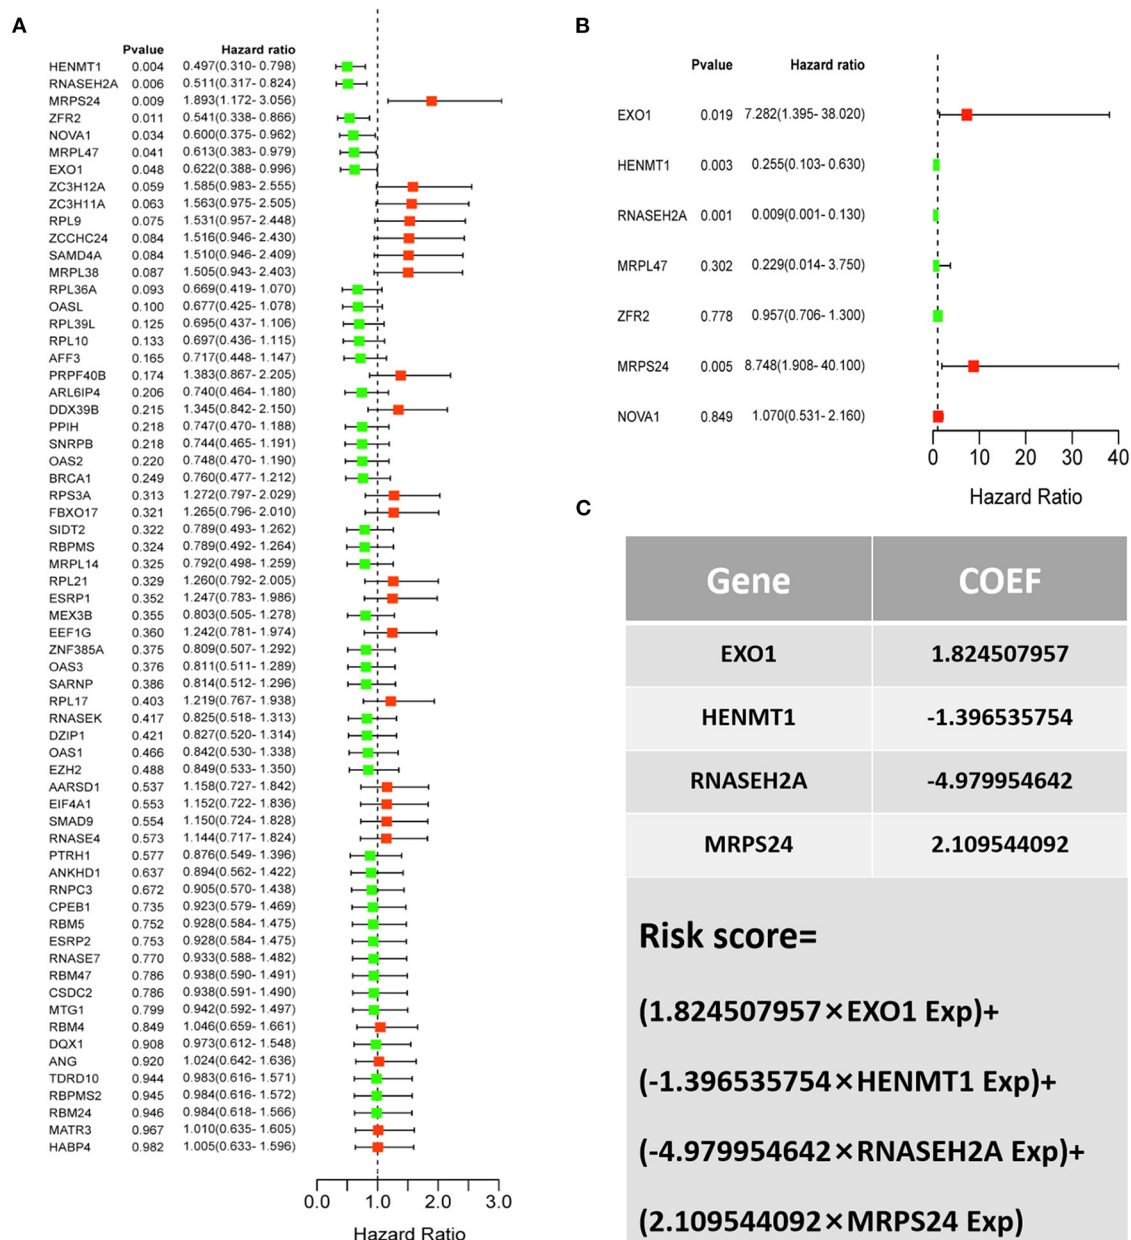 A
Pvalue Hazard ratio
HENMT1 0.004 0.497(0.310- 0.798)
RNASEH2A 0.006 0.511(0.317- 0.824)
MRPS24 0.009 1.893(1.172- 3.056)
ZFR2 0.011 0.541(0.338- 0.866)
NOVA1 0.034 0.600(0.375- 0.962)
MRPL47 0.041 0.613(0.383- 0.979)
EXO1 0.048 0.622(0.388- 0.996)
ZC3H12A 0.059 1.585(0.983- 2.555)
ZC3H11A 0.063 1.563(0.975- 2.505)
RPL9 0.075 1.531(0.957- 2.448)
ZCCHC24 0.084 1.516(0.946- 2.430)
SAMD4A 0.084 1.510(0.946- 2.409)
MRPL38 0.087 1.505(0.943- 2.403)
RPL36A 0.093 0.669(0.419- 1.070)
OASL 0.100 0.677(0.425- 1.078)
RPL39L 0.125 0.695(0.437- 1.106)
RPL10 0.133 0.697(0.436- 1.115)
AFF3 0.165 0.717(0.448- 1.147)
PRPF40B 0.174 1.383(0.867- 2.205)
ARL6IP4 0.206 0.740(0.464- 1.180)
DDX39B 0.215 1.345(0.842- 2.150)
PPIH 0.218 0.747(0.470- 1.188)
SNRPB 0.218 0.744(0.465- 1.191)
OAS2 0.220 0.748(0.470- 1.190)
BRCA1 0.249 0.760(0.477- 1.212)
RPS3A 0.313 1.272(0.797- 2.029)
FBXO17 0.321 1.265(0.796- 2.010)
SIDT2 0.322 0.789(0.493- 1.262)
RBPMS 0.324 0.789(0.492- 1.264)
MRPL14 0.325 0.792(0.498- 1.259)
RPL21 0.329 1.260(0.792- 2.005)
ESRP1 0.352 1.247(0.783- 1.986)
MEX3B 0.355 0.803(0.505- 1.278)
EEF1G 0.360 1.242(0.781- 1.974)
ZNF385A 0.375 0.809(0.507- 1.292)
OAS3 0.376 0.811(0.511- 1.289)
SARNP 0.386 0.814(0.512- 1.296)
RPL17 0.403 1.219(0.767- 1.938)
RNASEK 0.417 0.825(0.518- 1.313)
DZIP1 0.421 0.827(0.520- 1.314)
OAS1 0.466 0.842(0.530- 1.338)
EZH2 0.488 0.849(0.533- 1.350)
AARSD1 0.537 1.158(0.727- 1.842)
EIF4A1 0.553 1.152(0.722- 1.836)
SMAD9 0.554 1.150(0.724- 1.828)
RNASE4 0.573 1.144(0.717- 1.824)
PTRH1 0.577 0.876(0.549- 1.396)
ANKHD1 0.637 0.894(0.562- 1.422)
RNPC3 0.672 0.905(0.570- 1.438)
CPEB1 0.735 0.923(0.579- 1.469)
RBM5 0.752 0.928(0.584- 1.475)
ESRP2 0.753 0.928(0.584- 1.475)
RNASE7 0.770 0.933(0.588- 1.482)
RBM47 0.786 0.938(0.590- 1.491)
CSDC2 0.786 0.938(0.591- 1.490)
MTG1 0.799 0.942(0.592- 1.497)
RBM4 0.849 1.046(0.659- 1.661)
DQX1 0.908 0.973(0.612- 1.548)
ANG 0.920 1.024(0.642- 1.636)
TDRD10 0.944 0.983(0.616- 1.571)
RBPMS2 0.945 0.984(0.616- 1.572)
RBM24 0.946 0.984(0.618- 1.566)
MATR3 0.967 1.010(0.635- 1.605)
HABP4 0.982 1.005(0.633- 1.596)
0.0 1.0 2.0 3.0
Hazard Ratio
B
Pvalue Hazard ratio
EXO1 0.019 7.282(1.395- 38.020)
HENMT1 0.003 0.255(0.103- 0.630)
RNASEH2A 0.001 0.009(0.001- 0.130)
MRPL47 0.302 0.229(0.014- 3.750)
ZFR2 0.778 0.957(0.706- 1.300)
MRPS24 0.005 8.748(1.908- 40.100)
NOVA1 0.849 1.070(0.531- 2.160)
0 10 20 30 40
Hazard Ratio
C
Gene COEF
EXO1 1.824507957
HENMT1 -1.396535754
RNASEH2A -4.979954642
MRPS24 2.109544092
Risk score=
(1.824507957×EXO1 Exp)+
(-1.396535754×HENMT1 Exp)+
(-4.979954642×RNASEH2A Exp)+
(2.109544092×MRPS24 Exp)